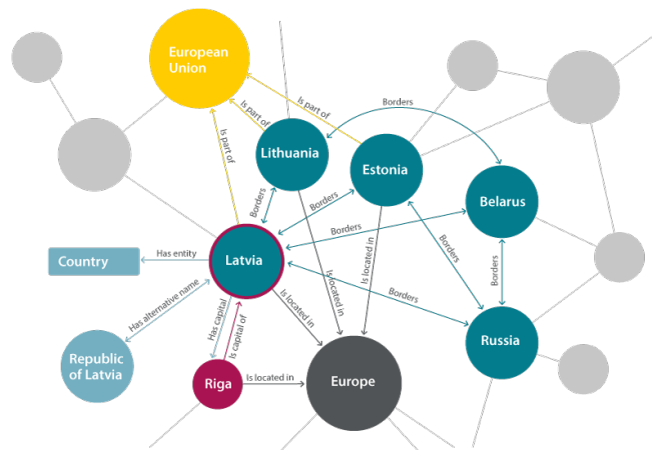 European
Union
Borders
Is part of
Is part of
Is part of
Lithuania
Estonia
Belarus
Borders
Borders
Borders
Borders
Borders
Is located in
Is located in
Country
Has entity
Latvia
Borders
Has alternative name
Has capital
Is capital of
Is located in
Republic
of Latvia
Riga
Is located in
Europe
Russia